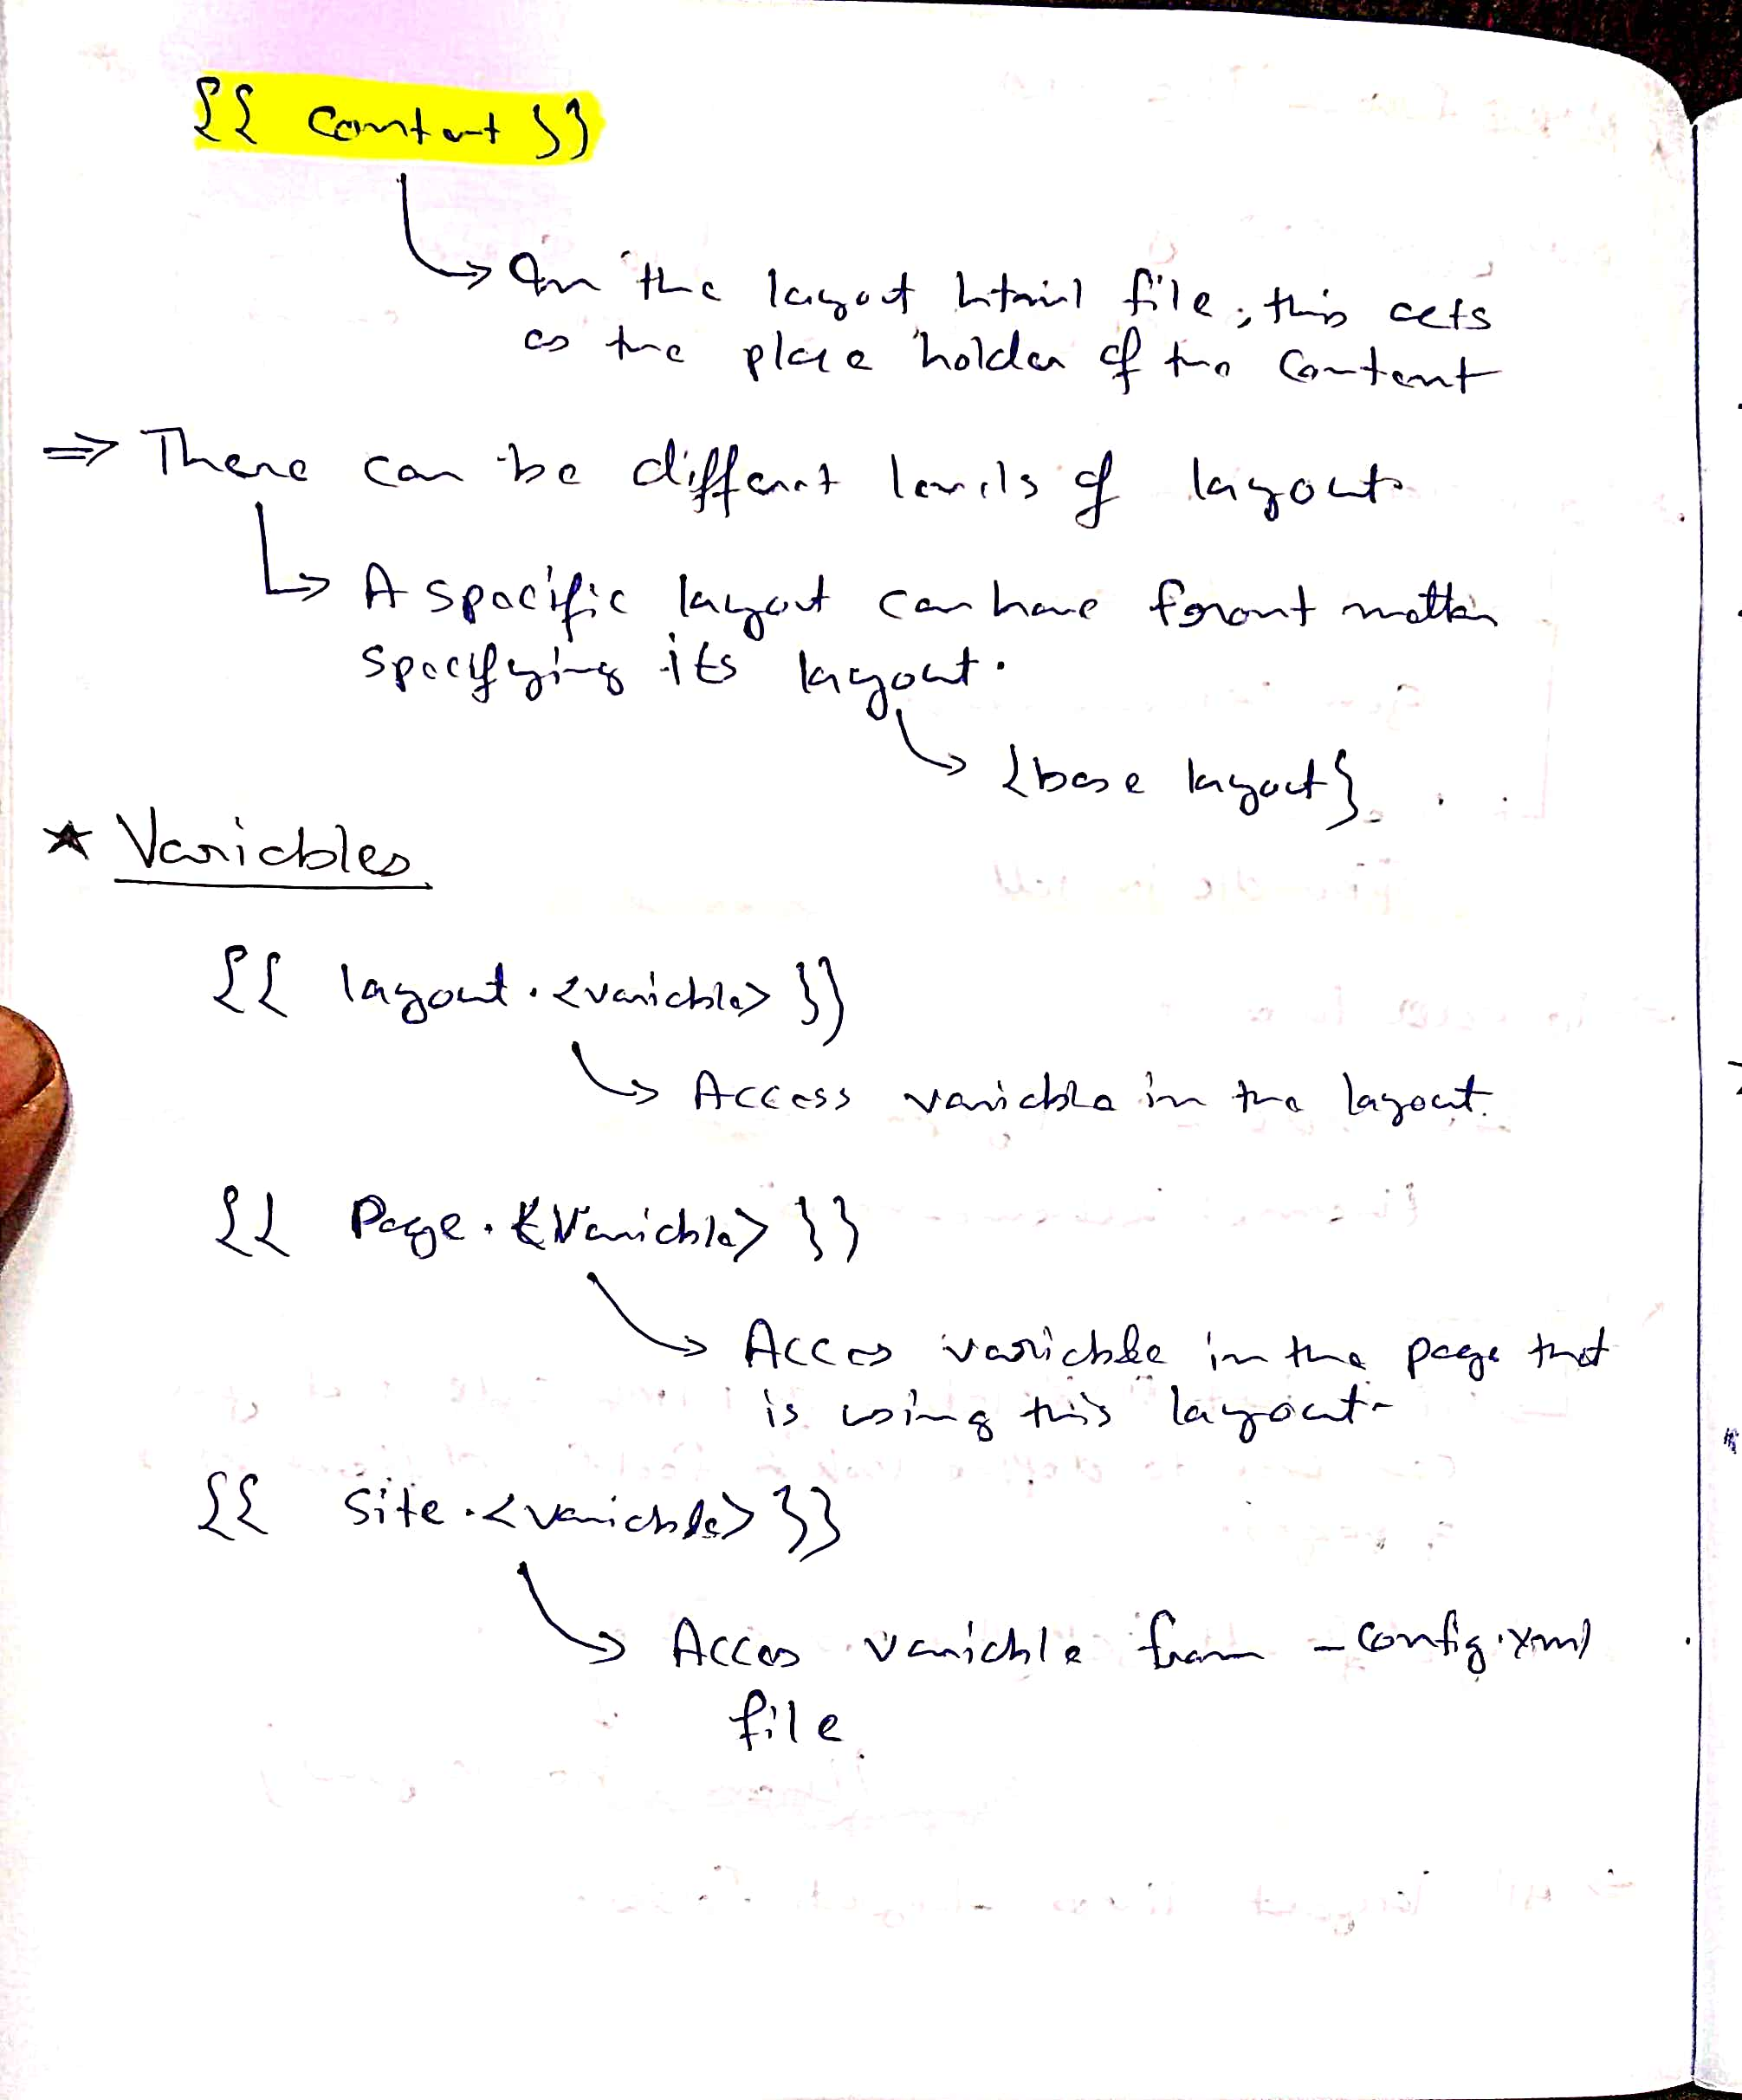 {{ content }}
↳ In the layout html file, this acts
as the place holder of the content
⇒ There can be different levels of layout
↳ A specific layout can have front matter
specifying its layout.
↳ {base layout}
★ Variables
{{ layout.<variable> }}
↳ Access variable in the layout.
{{ Page.<Variable> }}
↳ Access variable in the page that
is using this layout
{{ Site.<variable> }}
↳ Access variable from _config.yml
file.